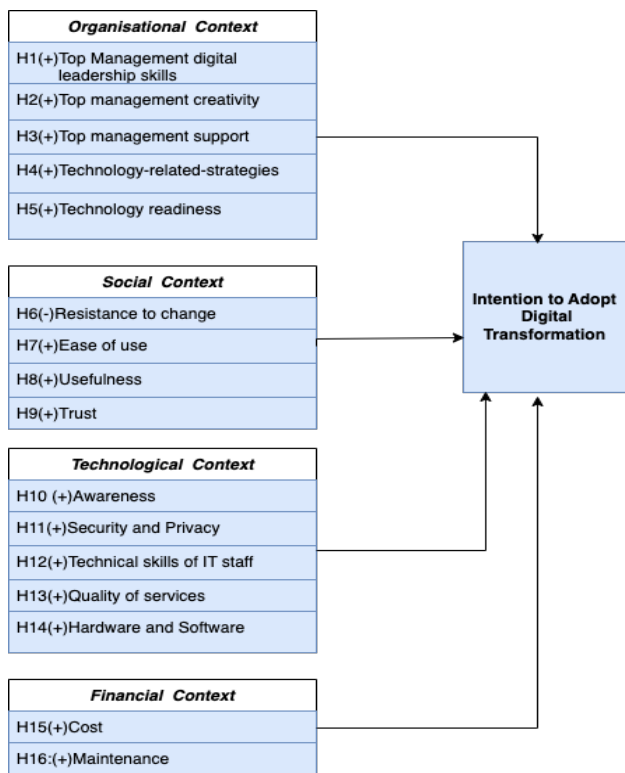 Organisational Context
H1(+)Top Management digital
leadership skills
H2(+)Top management creativity
H3(+)Top management support
H4(+)Technology-related-strategies
H5(+)Technology readiness
Social Context
H6(-)Resistance to change
H7(+)Ease of use
H8(+)Usefulness
H9(+)Trust
Technological Context
H10 (+)Awareness
H11(+)Security and Privacy
H12(+)Technical skills of IT staff
H13(+)Quality of services
H14(+)Hardware and Software
Financial Context
H15(+)Cost
H16:(+)Maintenance
Intention to Adopt
Digital
Transformation